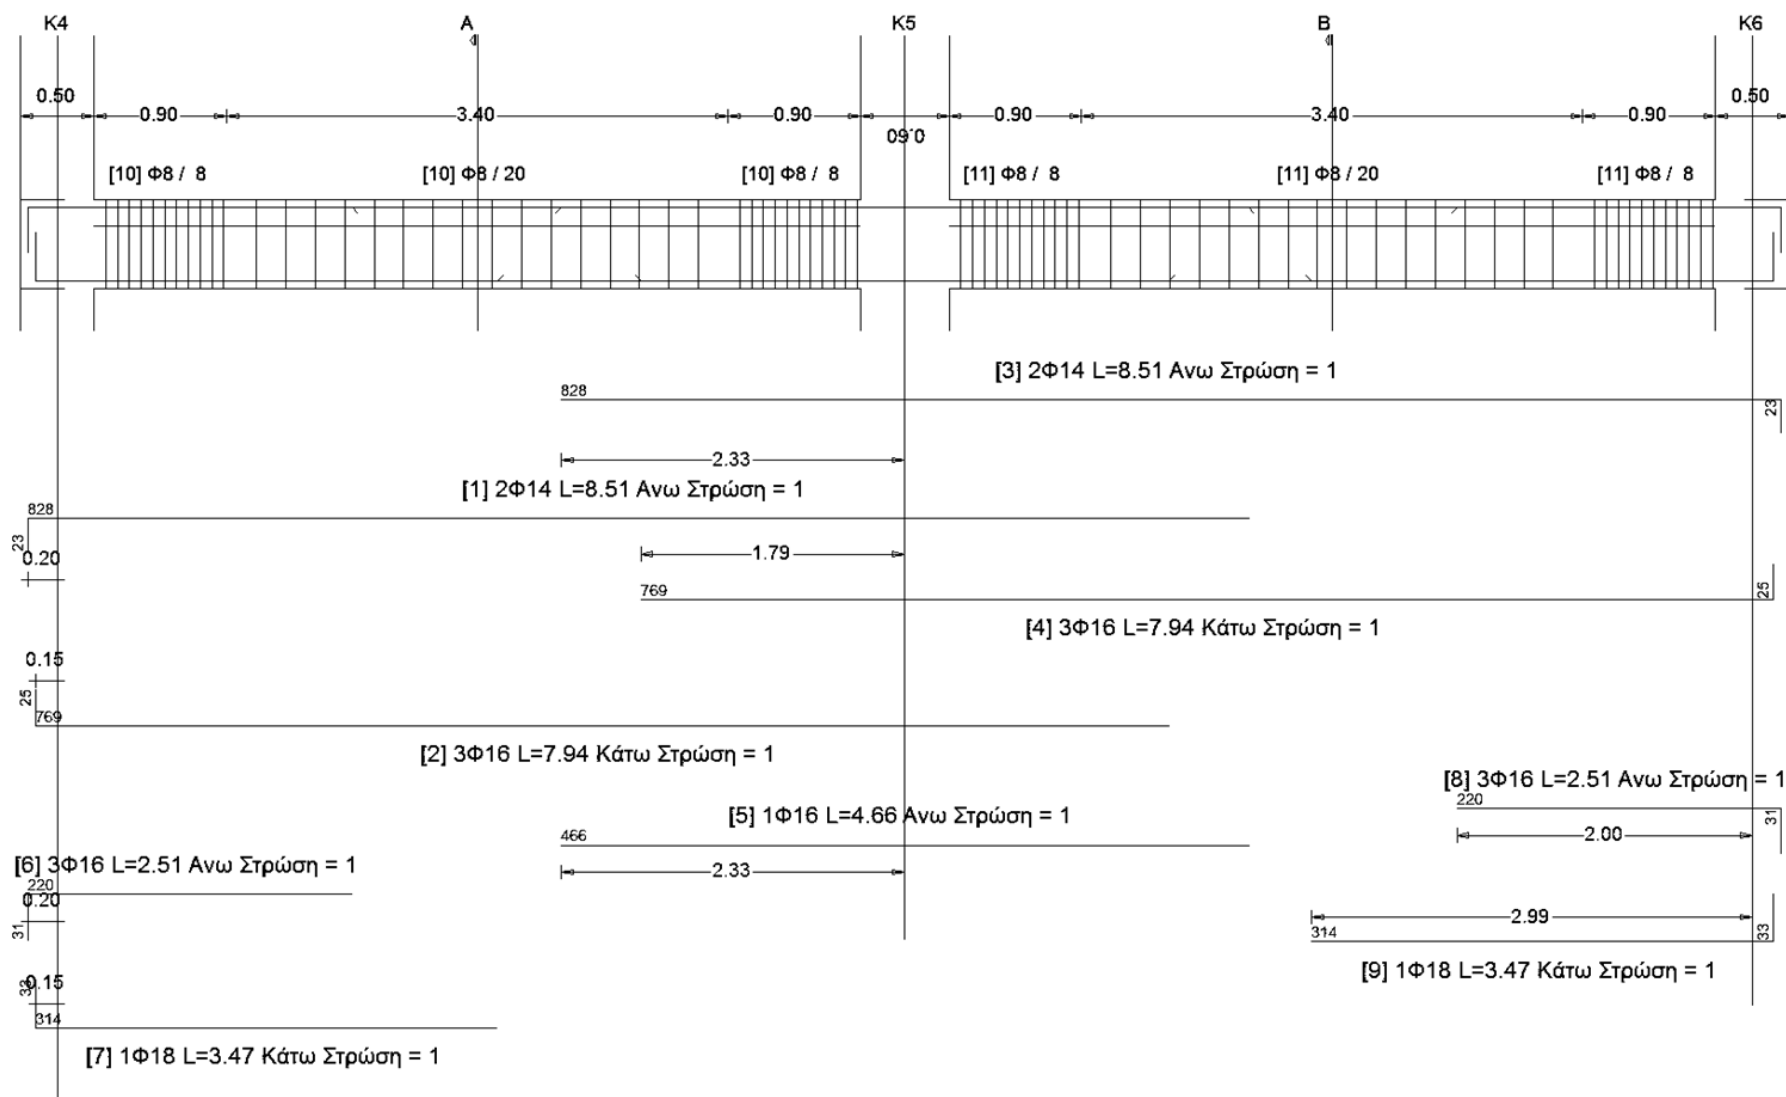 K4 A K5 B K6
0.50 0.90 3.40 0.90 0.60 0.90 3.40 0.90 0.50
[10] Φ8 / 8 [10] Φ8 / 20 [10] Φ8 / 8 [11] Φ8 / 8 [11] Φ8 / 20 [11] Φ8 / 8
[3] 2Φ14 L=8.51 Ανω Στρώση = 1
828 23
2.33
[1] 2Φ14 L=8.51 Ανω Στρώση = 1
828
23
0.20
1.79
769 25
[4] 3Φ16 L=7.94 Κάτω Στρώση = 1
0.15
25
769
[2] 3Φ16 L=7.94 Κάτω Στρώση = 1
[8] 3Φ16 L=2.51 Ανω Στρώση = 1
220 31
2.00
[5] 1Φ16 L=4.66 Ανω Στρώση = 1
466
2.33
[6] 3Φ16 L=2.51 Ανω Στρώση = 1
220
0.20
31
2.99
314 33
[9] 1Φ18 L=3.47 Κάτω Στρώση = 1
33
0.15
314
[7] 1Φ18 L=3.47 Κάτω Στρώση = 1